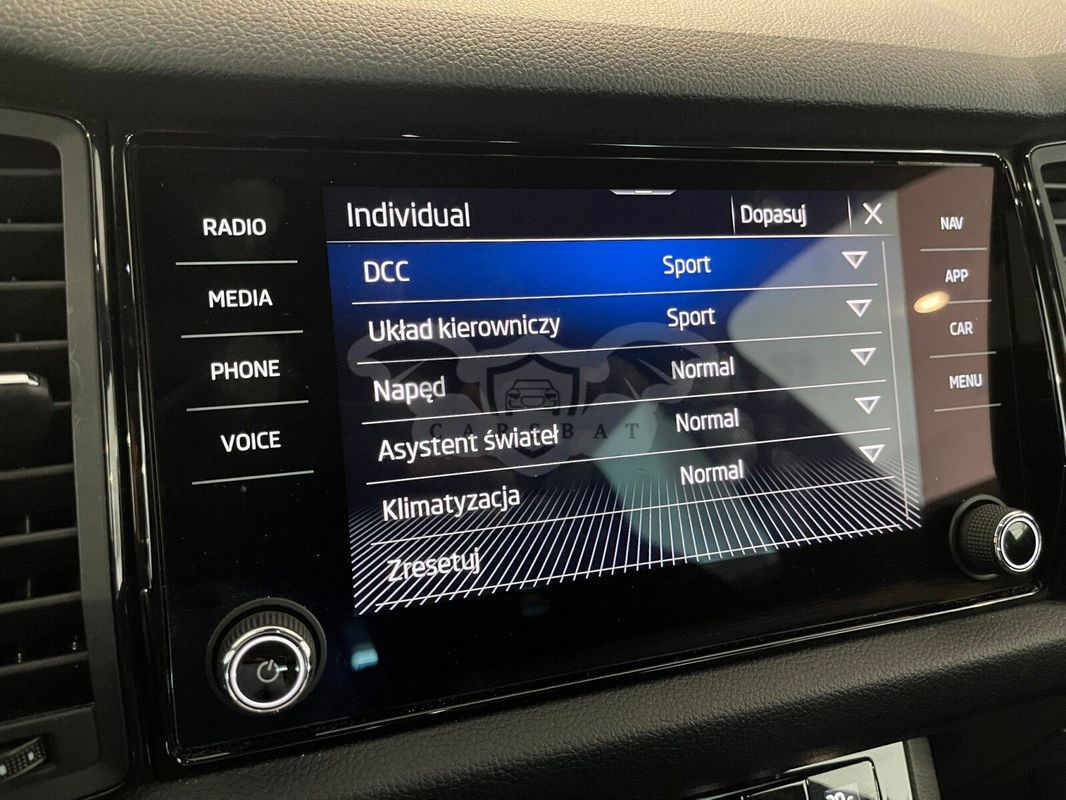 RADIO
MEDIA
PHONE
VOICE
Individual Dopasuj X
DCC Sport
Układ kierowniczy Sport
Napęd Normal
Asystent świateł Normal
Klimatyzacja Normal
Zresetuj
CARSBAT
NAV
APP
CAR
MENU